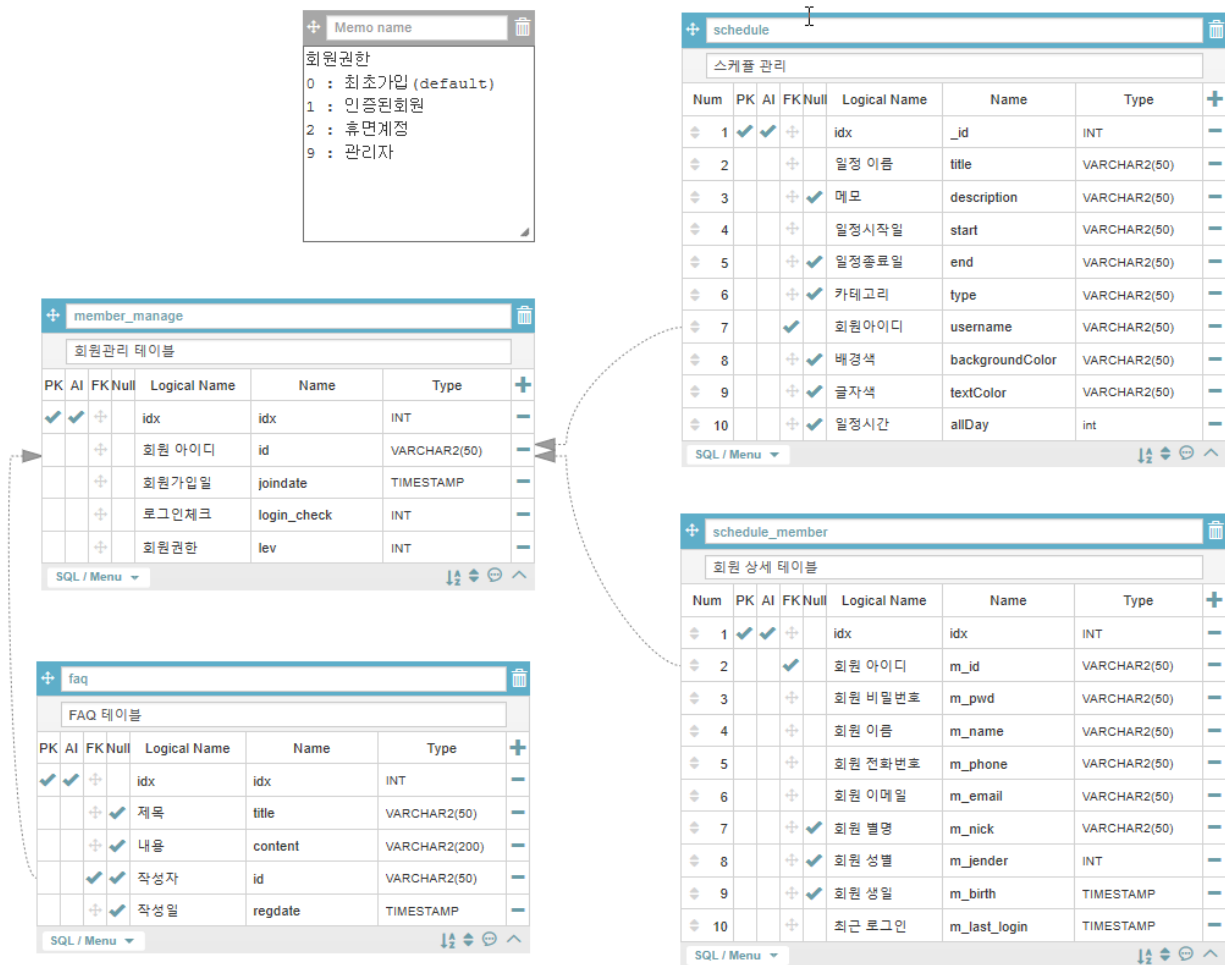 Memo name
회원권한
0 : 최초가입(default)
1 : 인증된회원
2 : 휴면계정
9 : 관리자
schedule
스케쥴 관리
Num PK AI FK Null Logical Name Name Type
1 idx _id INT
2 일정 이름 title VARCHAR2(50)
3 메모 description VARCHAR2(50)
4 일정시작일 start VARCHAR2(50)
5 일정종료일 end VARCHAR2(50)
6 카테고리 type VARCHAR2(50)
7 회원아이디 username VARCHAR2(50)
8 배경색 backgroundColor VARCHAR2(50)
9 글자색 textColor VARCHAR2(50)
10 일정시간 allDay int
SQL / Menu
member_manage
회원관리 테이블
PK AI FK Null Logical Name Name Type
idx idx INT
회원 아이디 id VARCHAR2(50)
회원가입일 joindate TIMESTAMP
로그인체크 login_check INT
회원권한 lev INT
SQL / Menu
schedule_member
회원 상세 테이블
Num PK AI FK Null Logical Name Name Type
1 idx idx INT
2 회원 아이디 m_id VARCHAR2(50)
3 회원 비밀번호 m_pwd VARCHAR2(50)
4 회원 이름 m_name VARCHAR2(50)
5 회원 전화번호 m_phone VARCHAR2(50)
6 회원 이메일 m_email VARCHAR2(50)
7 회원 별명 m_nick VARCHAR2(50)
8 회원 성별 m_jender INT
9 회원 생일 m_birth TIMESTAMP
10 최근 로그인 m_last_login TIMESTAMP
SQL / Menu
faq
FAQ 테이블
PK AI FK Null Logical Name Name Type
idx idx INT
제목 title VARCHAR2(50)
내용 content VARCHAR2(200)
작성자 id VARCHAR2(50)
작성일 regdate TIMESTAMP
SQL / Menu